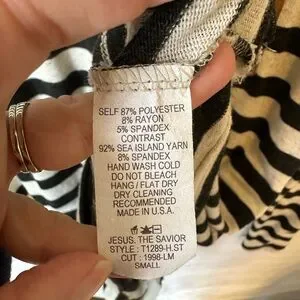 SELF 87% POLYESTER
8% RAYON
5% SPANDEX
CONTRAST
92% SEA ISLAND YARN
8% SPANDEX
HAND WASH COLD
DO NOT BLEACH
HANG / FLAT DRY
DRY CLEANING
RECOMMENDED
MADE IN U.S.A.
JESUS. THE SAVIOR
STYLE : T1289-H.ST
CUT : 1998-LM
SMALL